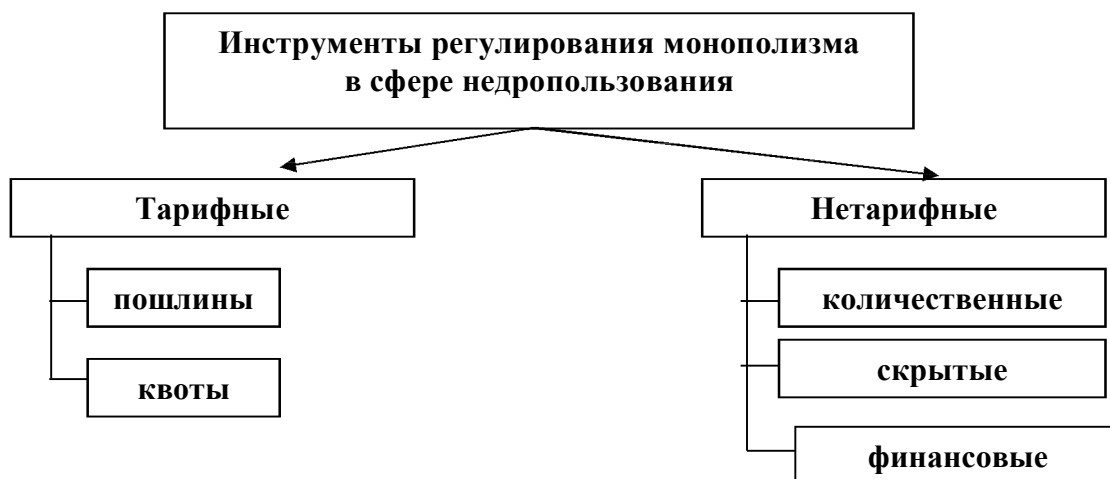 Инструменты регулирования монополизма
в сфере недропользования
Тарифные
пошлины
квоты
Нетарифные
количественные
скрытые
финансовые